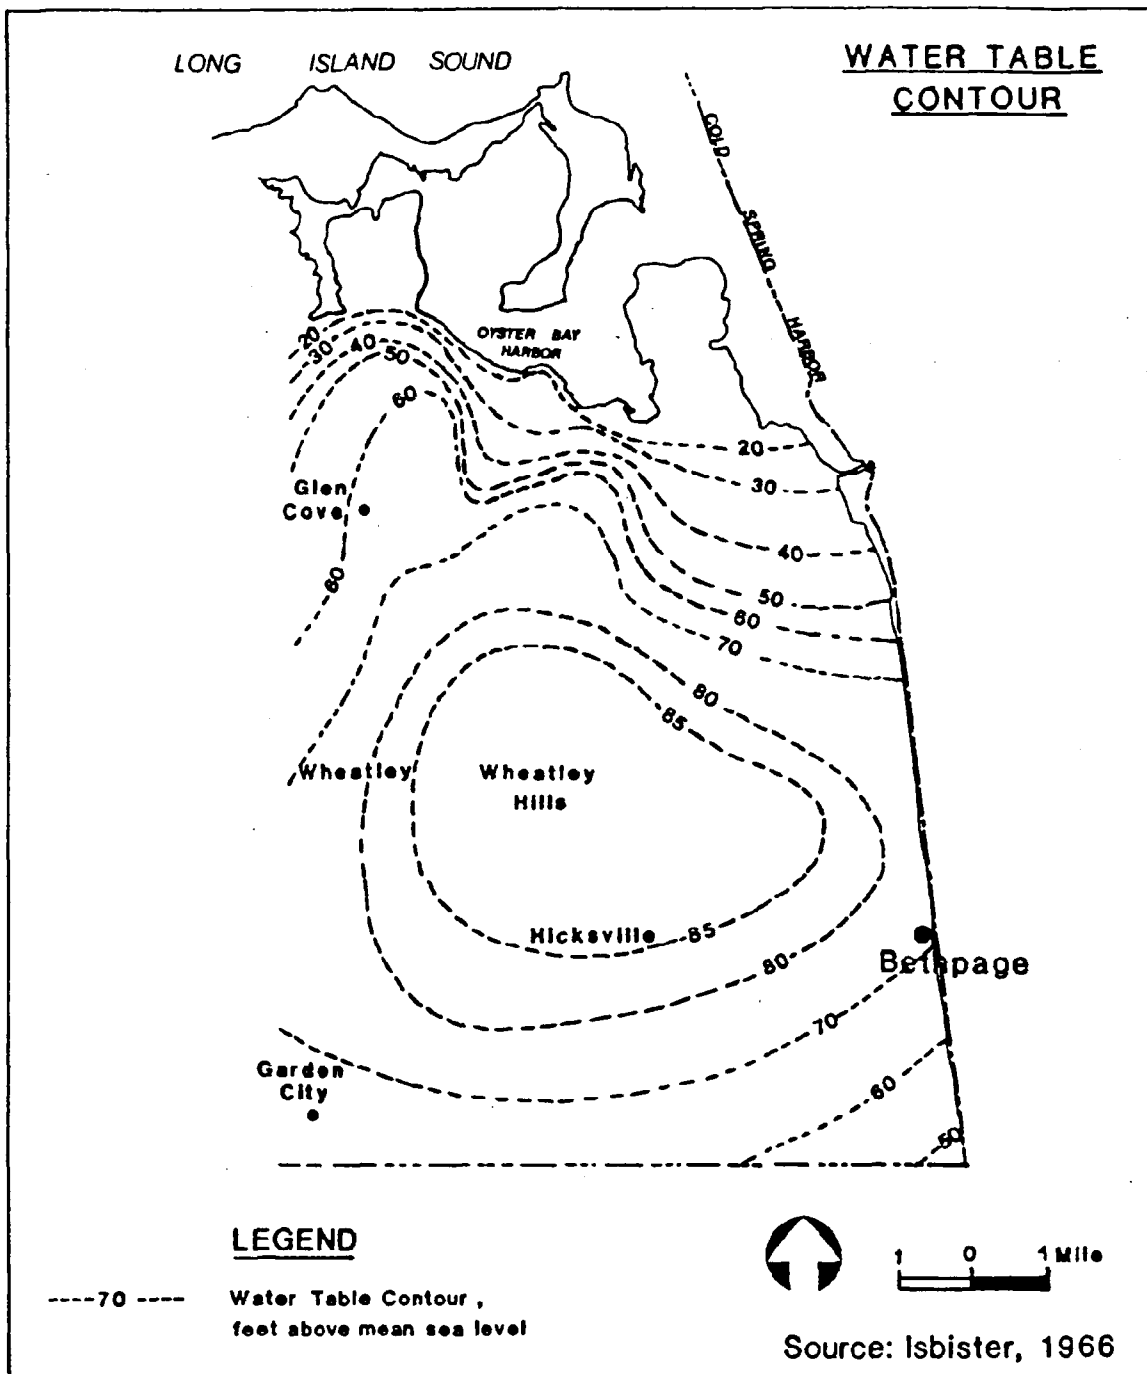 LONG ISLAND SOUND
WATER TABLE
CONTOUR
COLD
SPRING
HARBOR
OYSTER BAY
HARBOR
20
30
40
50
60
20
30
Glen
Cove
40
60
50
60
70
80
85
Wheatley
Wheatley
Hills
Hicksville
85
80
Bethpage
70
Garden
City
60
50
LEGEND
----70 ----
Water Table Contour ,
feet above mean sea level
1 0 1 Mile
Source: Isbister, 1966